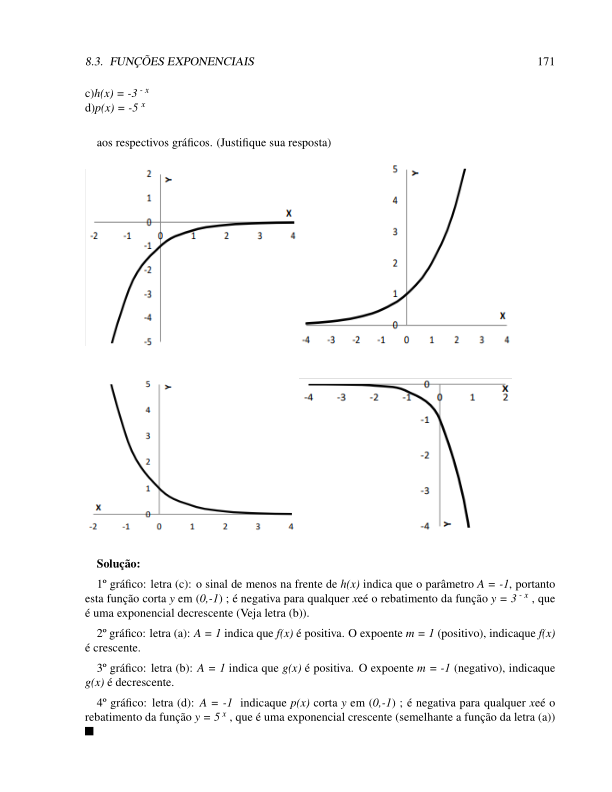 8.3. FUNÇÕES EXPONENCIAIS 171
c)h(x) = -3 - x
d)p(x) = -5 x
aos respectivos gráficos. (Justifique sua resposta)
2
Y
1
X
0
-2 -1 0 1 2 3 4
-1
-2
-3
-4
-5
5
Y
4
3
2
1
X
0
-4 -3 -2 -1 0 1 2 3 4
5
Y
4
3
2
1
X
0
-2 -1 0 1 2 3 4
0
X
-4 -3 -2 -1 0 1 2
-1
-2
-3
-4
Y
Solução:
1º gráfico: letra (c): o sinal de menos na frente de h(x) indica que o parâmetro A = -1, portanto
esta função corta y em (0,-1) ; é negativa para qualquer xeé o rebatimento da função y = 3 - x , que
é uma exponencial decrescente (Veja letra (b)).
2º gráfico: letra (a): A = 1 indica que f(x) é positiva. O expoente m = 1 (positivo), indicaque f(x)
é crescente.
3º gráfico: letra (b): A = 1 indica que g(x) é positiva. O expoente m = -1 (negativo), indicaque
g(x) é decrescente.
4º gráfico: letra (d): A = -1 indicaque p(x) corta y em (0,-1) ; é negativa para qualquer xeé o
rebatimento da função y = 5 x , que é uma exponencial crescente (semelhante a função da letra (a))